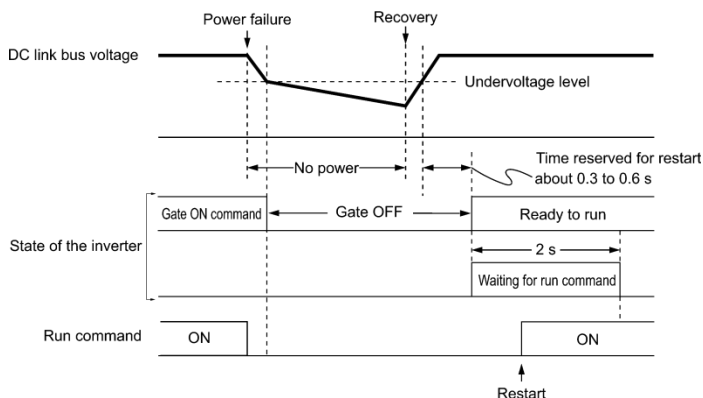 Power failure
Recovery
DC link bus voltage
Undervoltage level
No power
Time reserved for restart
about 0.3 to 0.6 s
Gate ON command
Gate OFF
Ready to run
State of the inverter
2 s
Waiting for run command
Run command
ON
ON
Restart